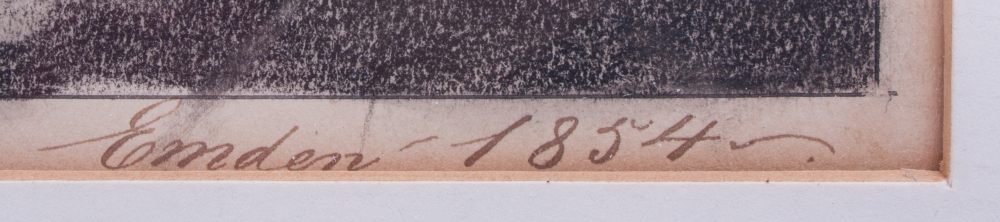 Emden - 1854 ~.